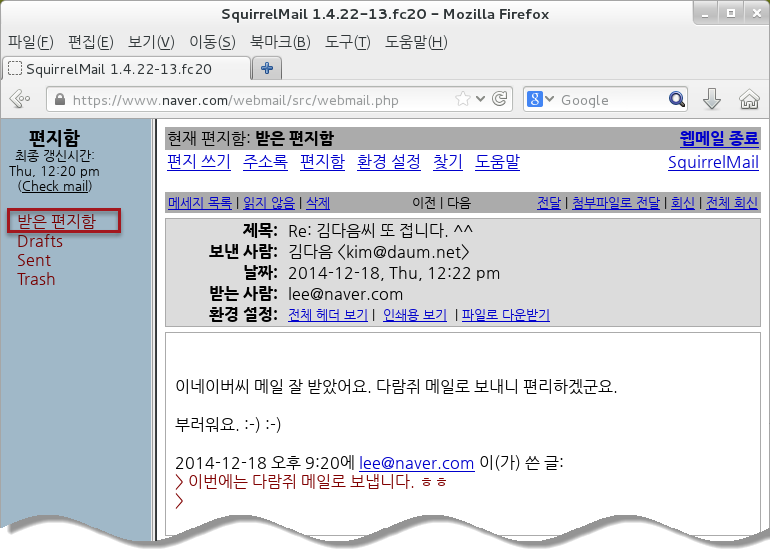 SquirrelMail 1.4.22-13.fc20 - Mozilla Firefox
파일(F) 편집(E) 보기(V) 이동(S) 북마크(B) 도구(T) 도움말(H)
SquirrelMail 1.4.22-13.fc20
https://www.naver.com/webmail/src/webmail.php
Google
편지함
최종 갱신시간:
Thu, 12:20 pm
(Check mail)
받은 편지함
Drafts
Sent
Trash
현재 편지함: 받은 편지함 웹메일 종료
편지 쓰기 주소록 편지함 환경 설정 찾기 도움말 SquirrelMail
메세지 목록 | 읽지 않음 | 삭제 이전 | 다음 전달 | 첨부파일로 전달 | 회신 | 전체 회신
제목: Re: 김다음씨 또 접니다. ^^
보낸 사람: 김다음 <kim@daum.net>
날짜: 2014-12-18, Thu, 12:22 pm
받는 사람: lee@naver.com
환경 설정: 전체 헤더 보기 | 인쇄용 보기 | 파일로 다운받기
이네이버씨 메일 잘 받았어요. 다람쥐 메일로 보내니 편리하겠군요.
부러워요. :-) :-)
2014-12-18 오후 9:20에 lee@naver.com 이(가) 쓴 글:
> 이번에는 다람쥐 메일로 보냅니다. ㅎㅎ
>